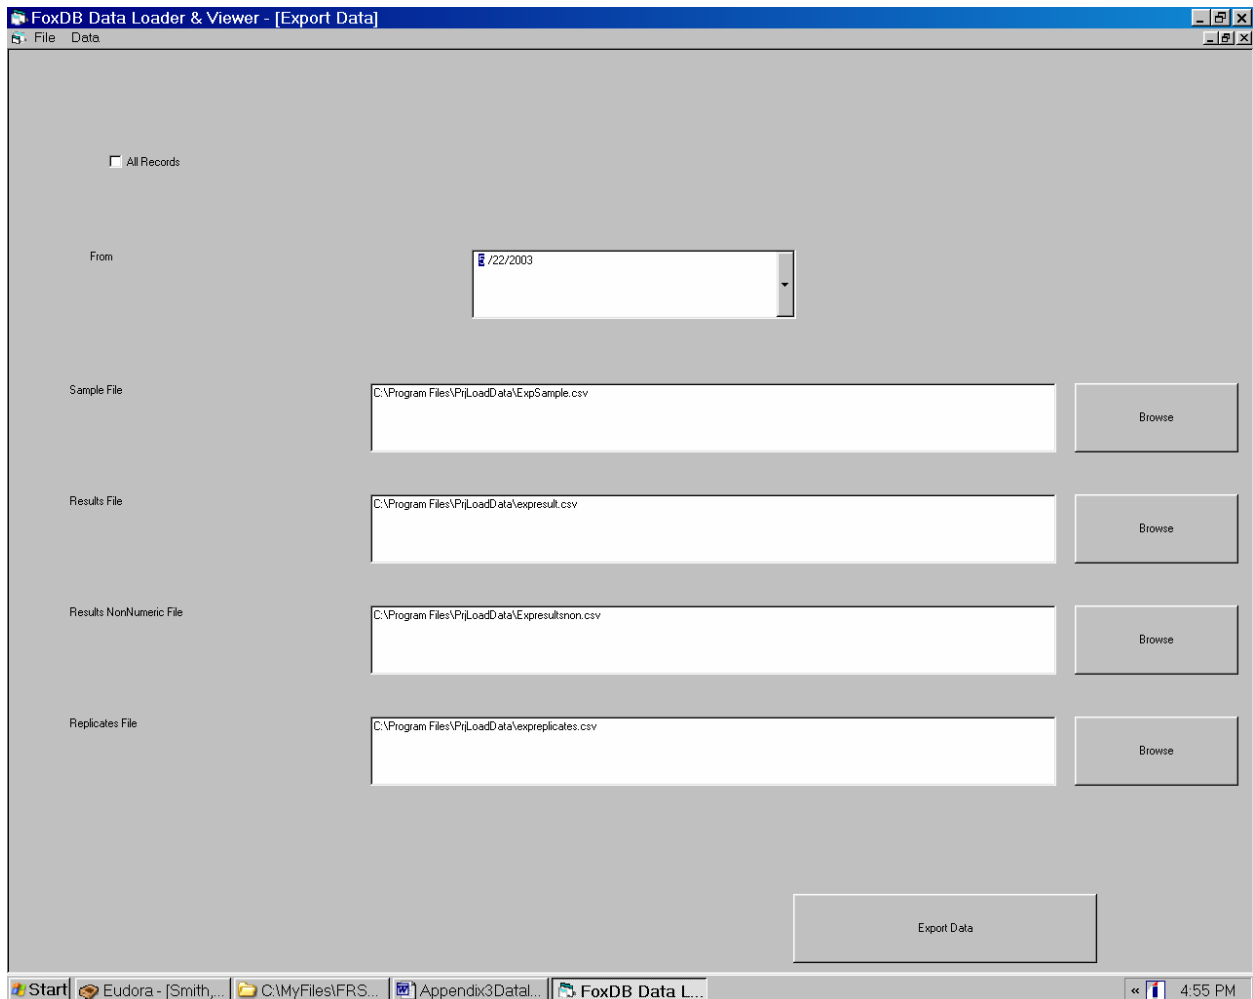 FoxDB Data Loader & Viewer - [Export Data]
File Data
All Records
From
5 /22/2003
Sample File
C:\Program Files\PrjLoadData\ExpSample.csv
Browse
Results File
C:\Program Files\PrjLoadData\expresult.csv
Browse
Results NonNumeric File
C:\Program Files\PrjLoadData\Expresultsnon.csv
Browse
Replicates File
C:\Program Files\PrjLoadData\expreplicates.csv
Browse
Export Data
Start Eudora - [Smith,... C:\MyFiles\FRS... Appendix3Datal... FoxDB Data L... « 4:55 PM